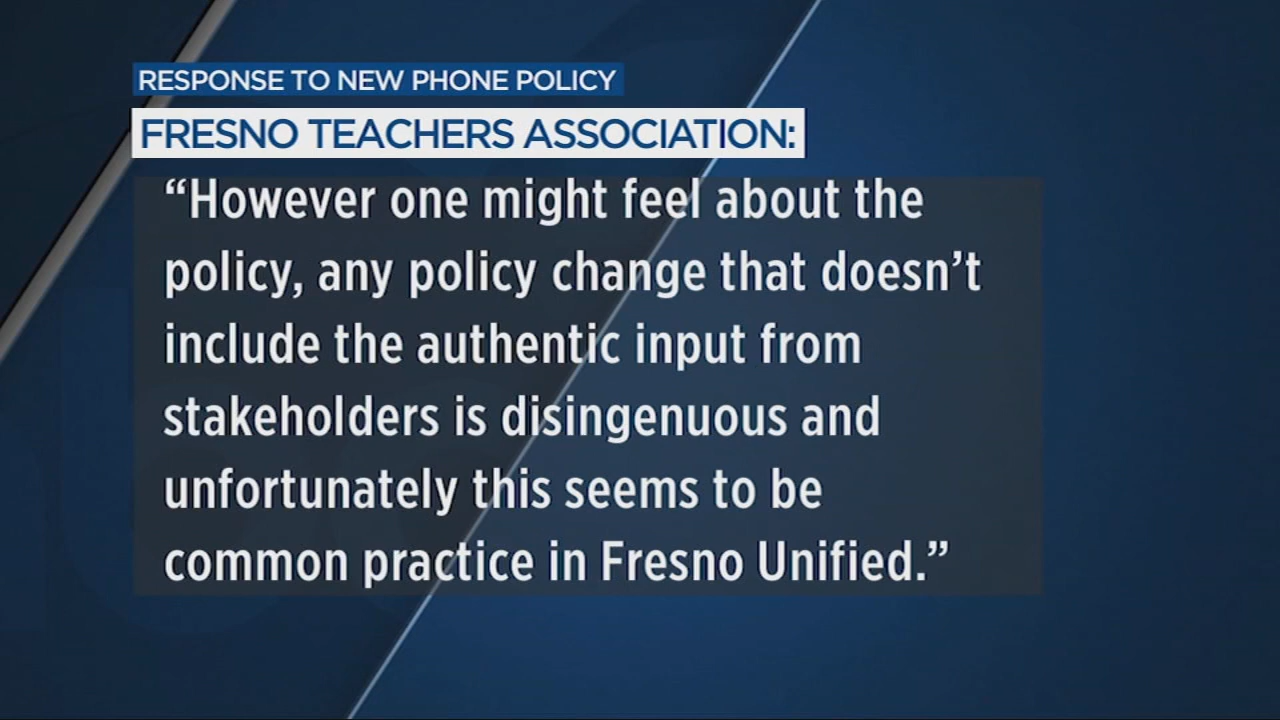 RESPONSE TO NEW PHONE POLICY
FRESNO TEACHERS ASSOCIATION:
“However one might feel about the
policy, any policy change that doesn’t
include the authentic input from
stakeholders is disingenuous and
unfortunately this seems to be
common practice in Fresno Unified.”